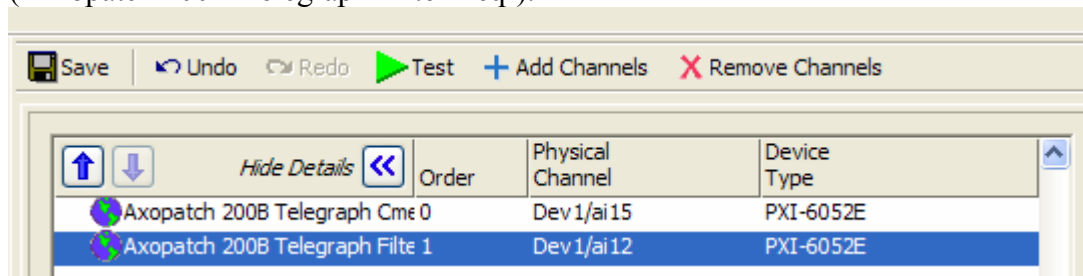 Save Undo Redo Test Add Channels Remove Channels
Hide Details Order Physical Channel Device Type
Axopatch 200B Telegraph Cme 0 Dev1/ai15 PXI-6052E
Axopatch 200B Telegraph Filte 1 Dev1/ai12 PXI-6052E